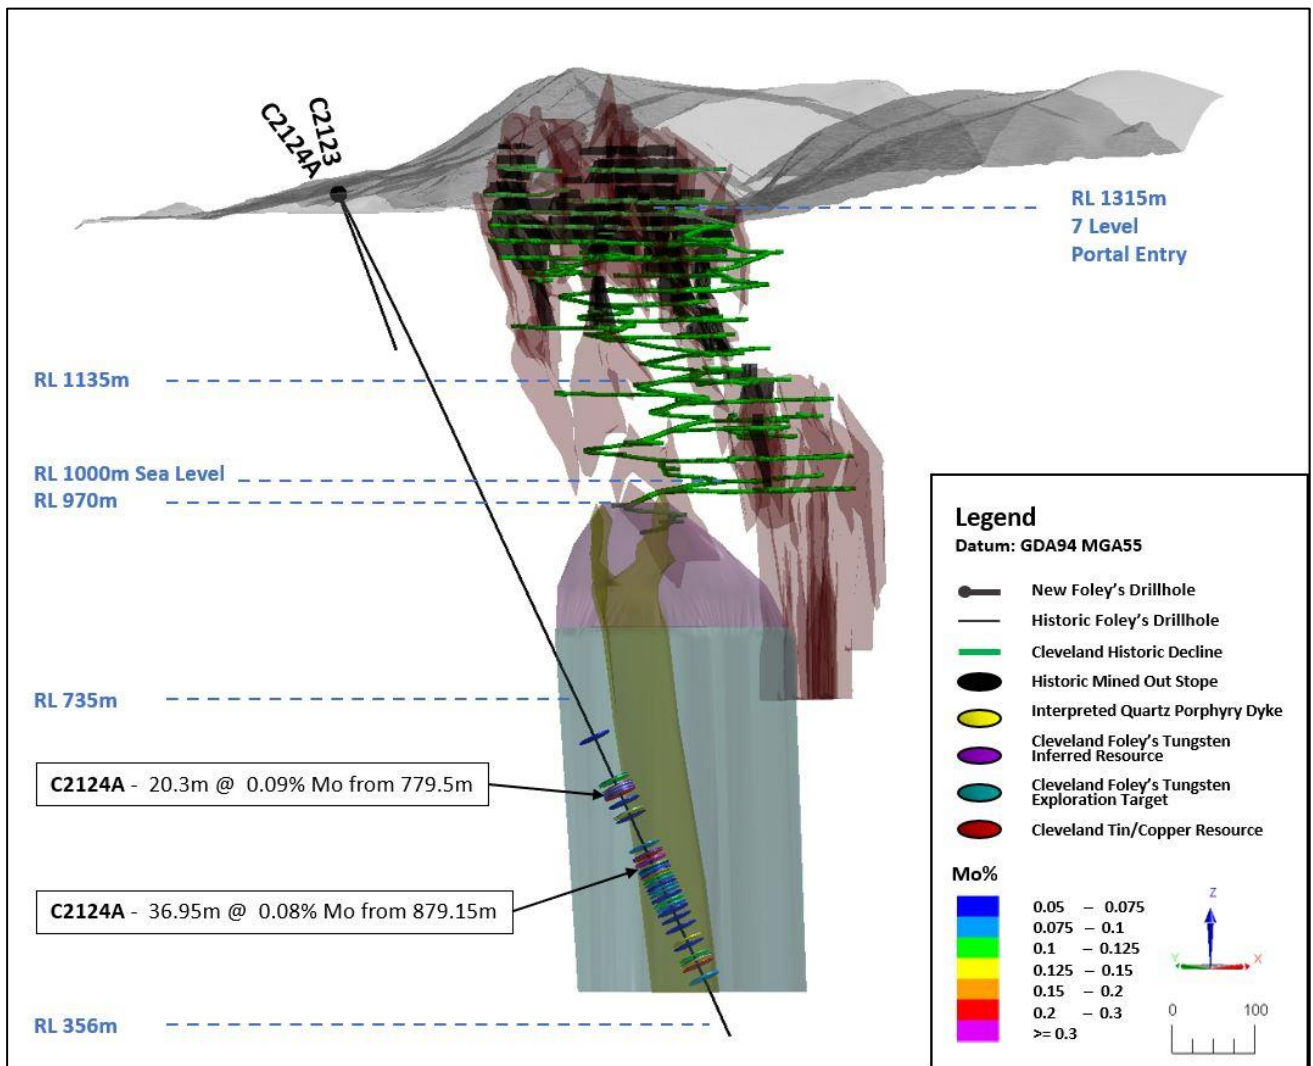 C2123
C2124A
RL 1315m
7 Level
Portal Entry
RL 1135m
RL 1000m Sea Level
RL 970m
RL 735m
C2124A - 20.3m @ 0.09% Mo from 779.5m
C2124A - 36.95m @ 0.08% Mo from 879.15m
RL 356m
Legend
Datum: GDA94 MGA55
New Foley's Drillhole
Historic Foley's Drillhole
Cleveland Historic Decline
Historic Mined Out Stope
Interpreted Quartz Porphyry Dyke
Cleveland Foley's Tungsten
Inferred Resource
Cleveland Foley's Tungsten
Exploration Target
Cleveland Tin/Copper Resource
Mo%
0.05 – 0.075
0.075 – 0.1
0.1 – 0.125
0.125 – 0.15
0.15 – 0.2
0.2 – 0.3
>= 0.3
Z
Y X
0 100